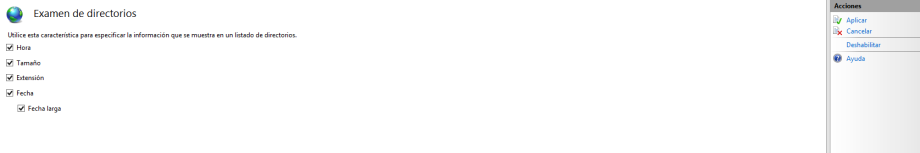 Examen de directorios
Utilice esta característica para especificar la información que se muestra en un listado de directorios.
Hora
Tamaño
Extensión
Fecha
Fecha larga
Acciones
Aplicar
Cancelar
Deshabilitar
Ayuda